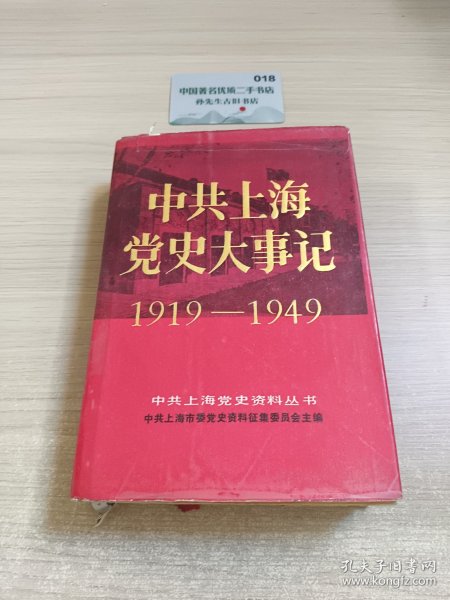 018
中国著名优质二手书店
孙先生古旧书店
中共上海
党史大事记
1919—1949
中共上海党史资料丛书
中共上海市委党史资料征集委员会主编
孔夫子旧书网
www.kongfz.com